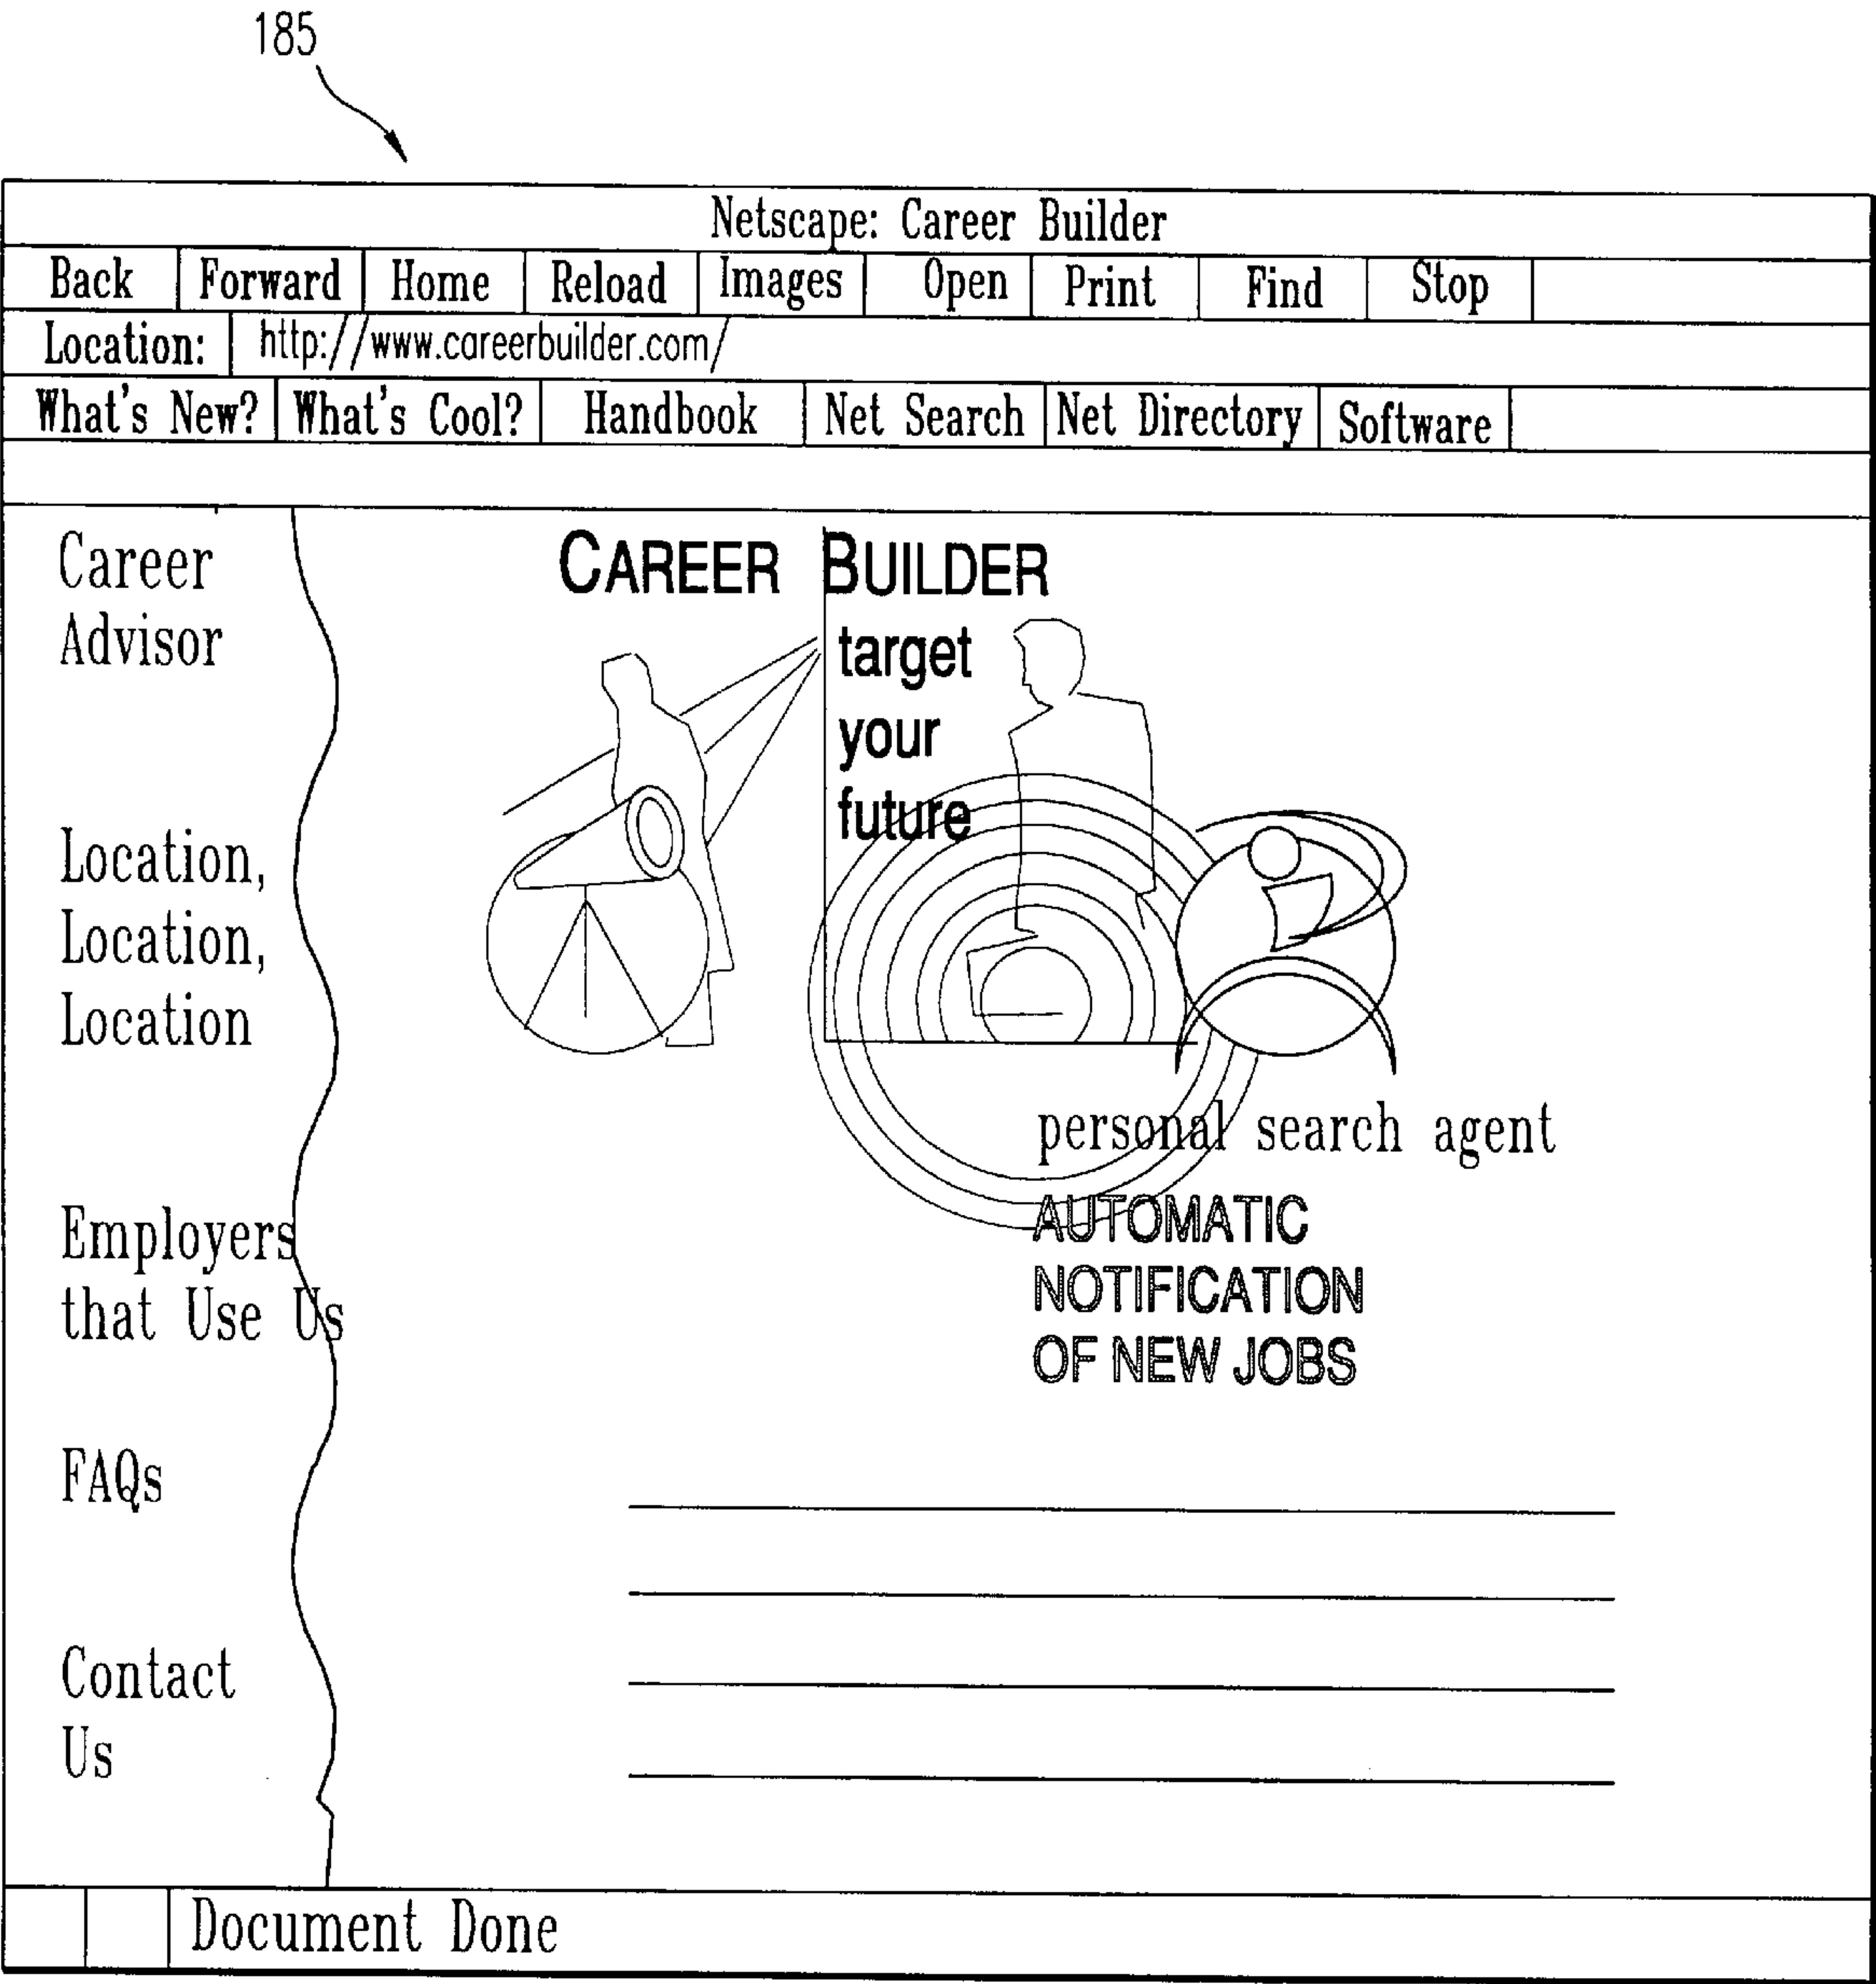 185
Netscape: Career Builder
Back Forward Home Reload Images Open Print Find Stop
Location: http://www.careerbuilder.com/
What's New? What's Cool? Handbook Net Search Net Directory Software
Career
Advisor
Location,
Location,
Location
Employers
that Use Us
FAQs
Contact
Us
CAREER BUILDER
target
your
future
personal search agent
AUTOMATIC
NOTIFICATION
OF NEW JOBS
Document Done